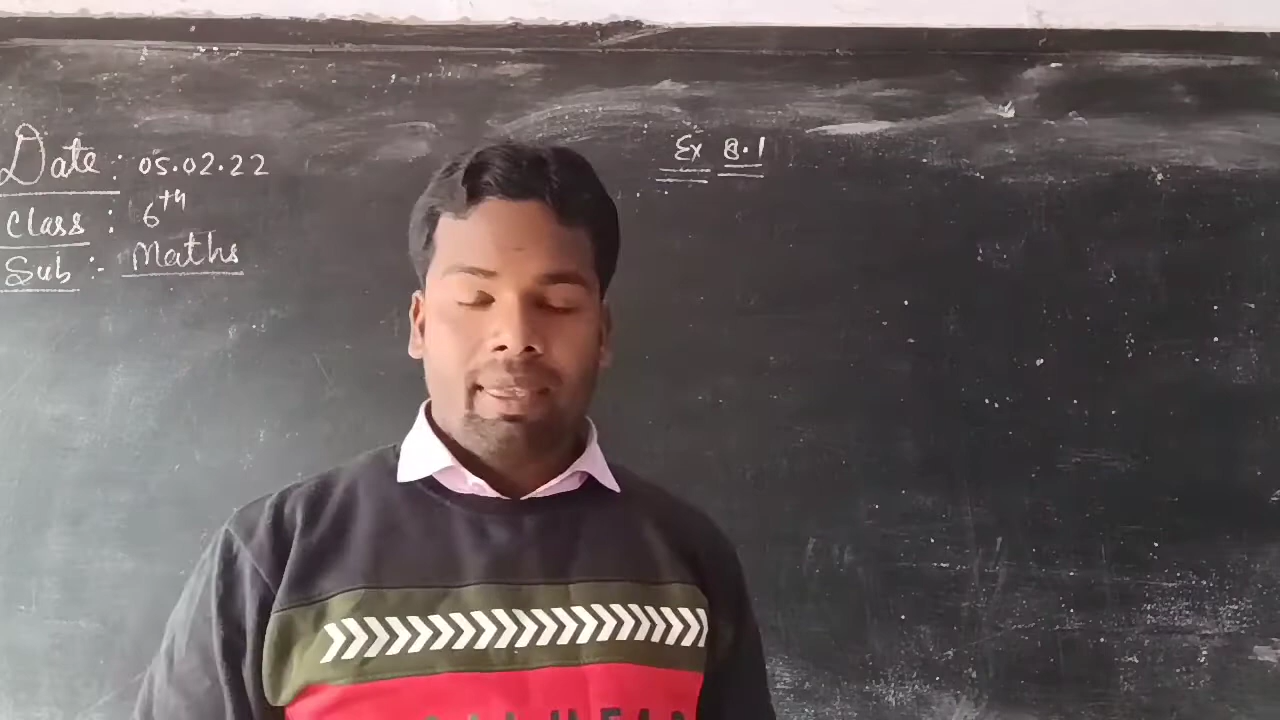 Date : 05.02.22
Class : 6th
Sub :- Maths
Ex 8.1